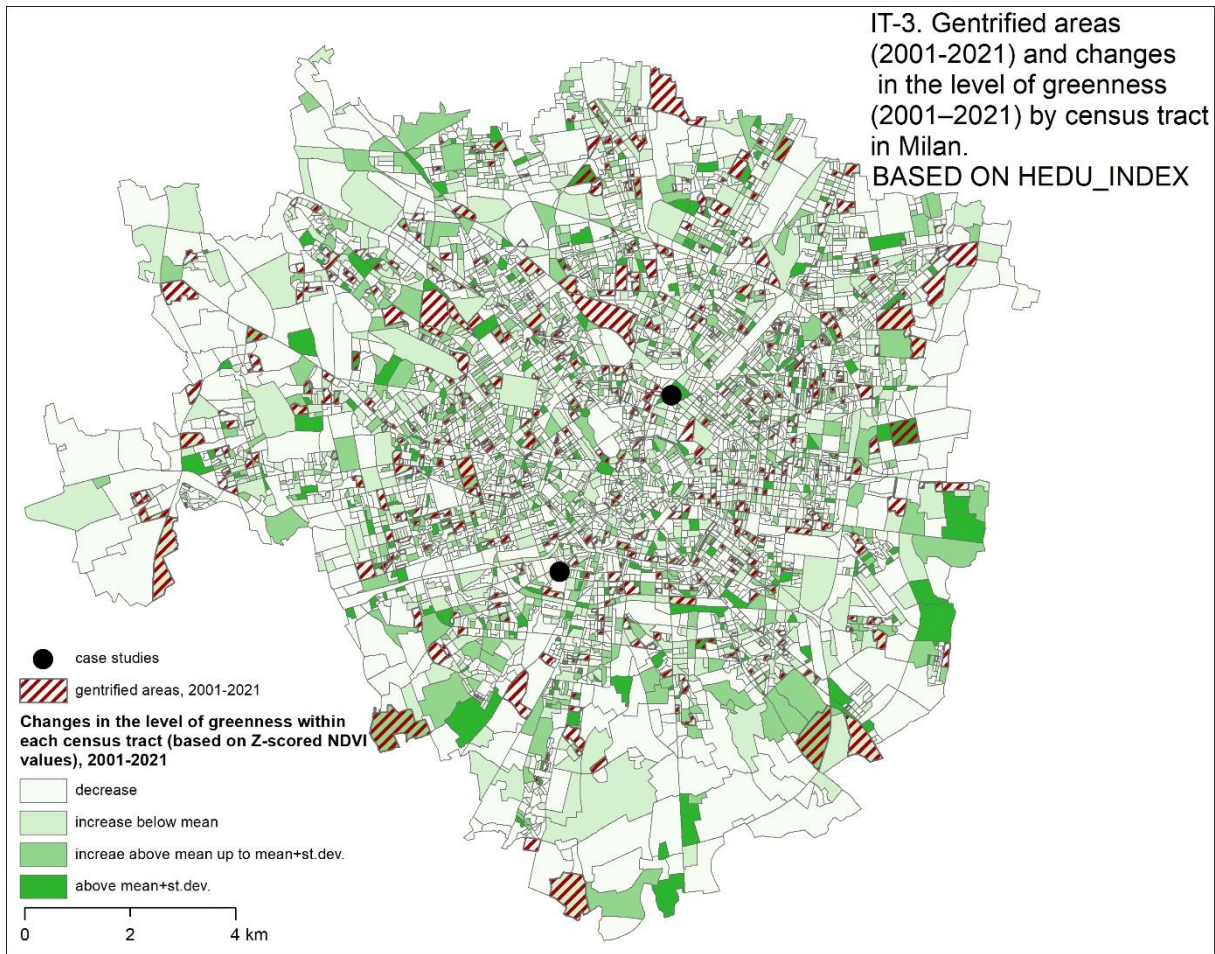 IT-3. Gentrified areas
(2001-2021) and changes
in the level of greenness
(2001–2021) by census tract
in Milan.
BASED ON HEDU_INDEX
case studies
gentrified areas, 2001-2021
Changes in the level of greenness within
each census tract (based on Z-scored NDVI
values), 2001-2021
decrease
increase below mean
increae above mean up to mean+st.dev.
above mean+st.dev.
0 2 4 km